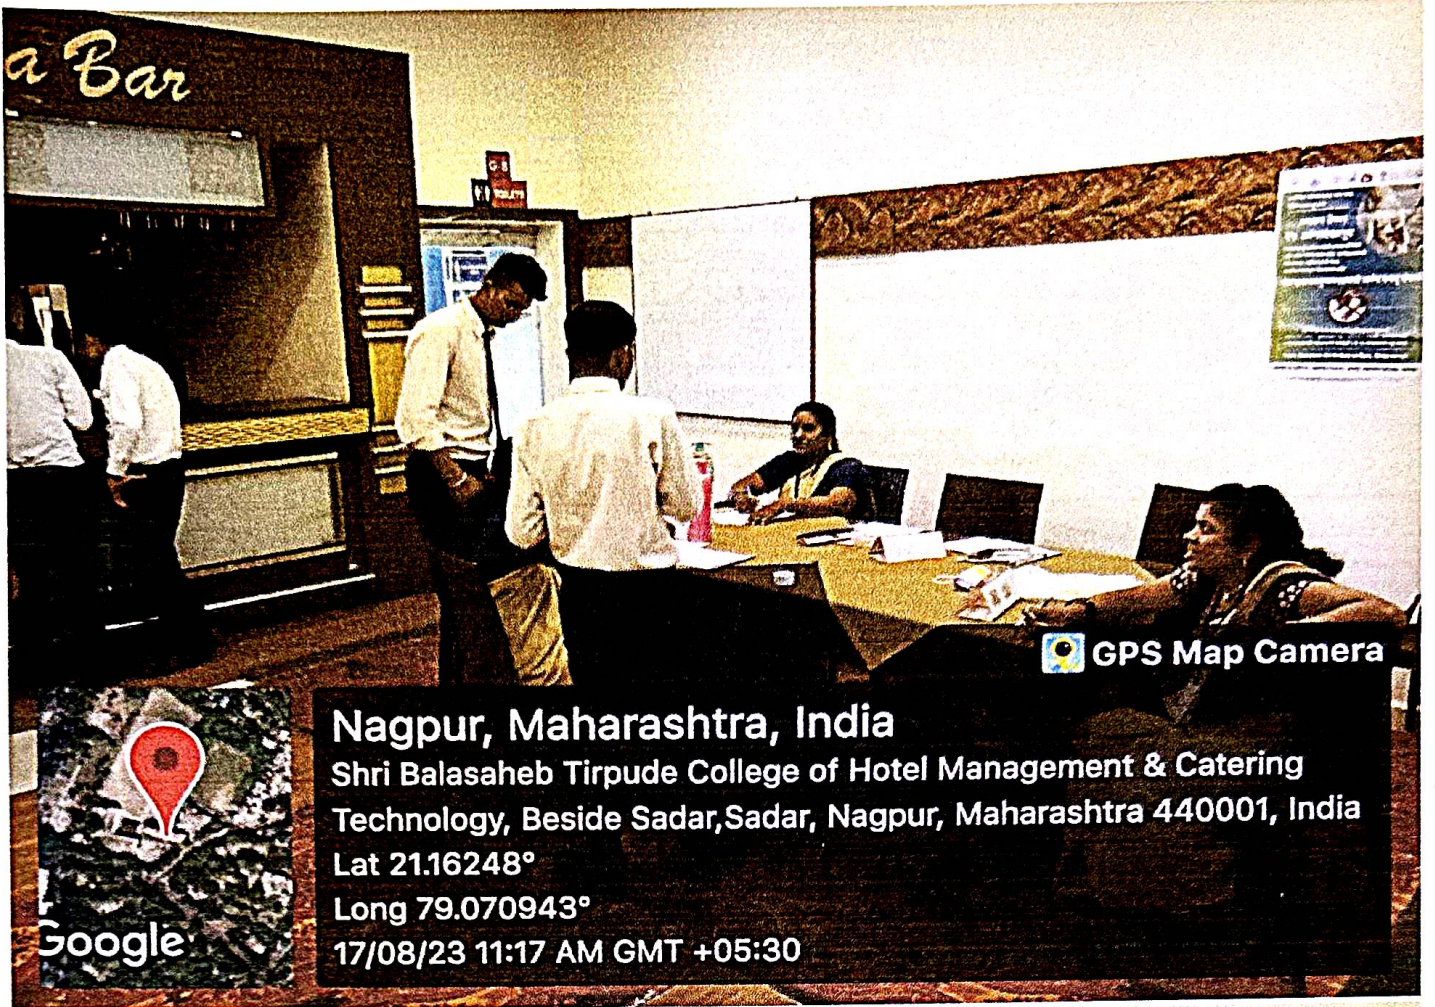 a Bar
G-8
TOILETS
GPS Map Camera
Nagpur, Maharashtra, India
Shri Balasaheb Tirpude College of Hotel Management & Catering
Technology, Beside Sadar,Sadar, Nagpur, Maharashtra 440001, India
Lat 21.16248°
Long 79.070943°
17/08/23 11:17 AM GMT +05:30
Google